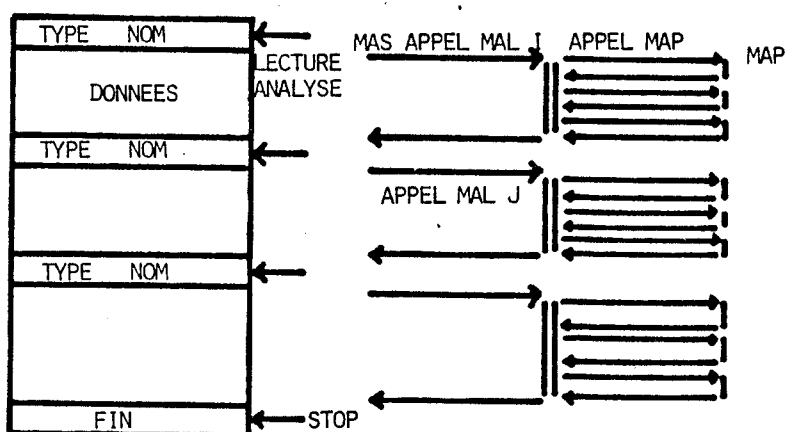 TYPE NOM
MAS APPEL MAL I APPEL MAP MAP
LECTURE
ANALYSE
DONNEES
TYPE NOM
APPEL MAL J
TYPE NOM
FIN STOP